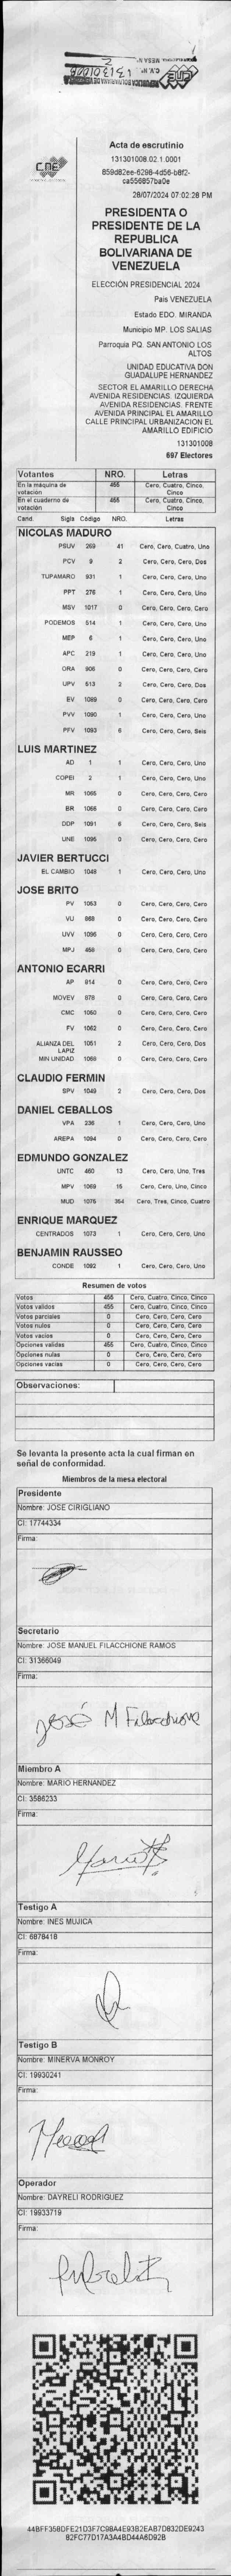 MESA N.° 2
C.V. N.° 131301008
CNE
Acta de escrutinio
131301008.02.1.0001
859d82ee-6298-4d56-b8f2-
ca556857ba0e
28/07/2024 07:02:28 PM
PRESIDENTA O
PRESIDENTE DE LA
REPUBLICA
BOLIVARIANA DE
VENEZUELA
ELECCIÓN PRESIDENCIAL 2024
País VENEZUELA
Estado EDO. MIRANDA
Municipio MP. LOS SALIAS
Parroquia PQ. SAN ANTONIO LOS
ALTOS
UNIDAD EDUCATIVA DON
GUADALUPE HERNANDEZ
SECTOR EL AMARILLO DERECHA
AVENIDA RESIDENCIAS. IZQUIERDA
AVENIDA RESIDENCIAS. FRENTE
AVENIDA PRINCIPAL EL AMARILLO
CALLE PRINCIPAL URBANIZACION EL
AMARILLO EDIFICIO
131301008
697 Electores
Votantes NRO. Letras
En la máquina de votación 455 Cero, Cuatro, Cinco, Cinco
En el cuaderno de votación 455 Cero, Cuatro, Cinco, Cinco
Cand. Sigls Código NRO. Letras
NICOLAS MADURO
PSUV 269 41 Cero, Cero, Cuatro, Uno
PCV 9 2 Cero, Cero, Cero, Dos
TUPAMARO 931 1 Cero, Cero, Cero, Uno
PPT 276 1 Cero, Cero, Cero, Uno
MSV 1017 0 Cero, Cero, Cero, Cero
PODEMOS 514 1 Cero, Cero, Cero, Uno
MEP 6 1 Cero, Cero, Cero, Uno
APC 219 1 Cero, Cero, Cero, Uno
ORA 906 0 Cero, Cero, Cero, Cero
UPV 513 2 Cero, Cero, Cero, Dos
EV 1089 0 Cero, Cero, Cero, Cero
PVV 1090 1 Cero, Cero, Cero, Uno
PFV 1093 6 Cero, Cero, Cero, Seis
LUIS MARTINEZ
AD 1 1 Cero, Cero, Cero, Uno
COPEI 2 1 Cero, Cero, Cero, Uno
MR 1065 0 Cero, Cero, Cero, Cero
BR 1066 0 Cero, Cero, Cero, Cero
DDP 1091 6 Cero, Cero, Cero, Seis
UNE 1095 0 Cero, Cero, Cero, Cero
JAVIER BERTUCCI
EL CAMBIO 1048 1 Cero, Cero, Cero, Uno
JOSE BRITO
PV 1053 0 Cero, Cero, Cero, Cero
VU 868 0 Cero, Cero, Cero, Cero
UVV 1096 0 Cero, Cero, Cero, Cero
MPJ 458 0 Cero, Cero, Cero, Cero
ANTONIO ECARRI
AP 814 0 Cero, Cero, Cero, Cero
MOVEV 878 0 Cero, Cero, Cero, Cero
CMC 1060 0 Cero, Cero, Cero, Cero
FV 1062 0 Cero, Cero, Cero, Cero
ALIANZA DEL LAPIZ 1051 2 Cero, Cero, Cero, Dos
MIN UNIDAD 1068 0 Cero, Cero, Cero, Cero
CLAUDIO FERMIN
SPV 1049 2 Cero, Cero, Cero, Dos
DANIEL CEBALLOS
VPA 236 1 Cero, Cero, Cero, Uno
AREPA 1094 0 Cero, Cero, Cero, Cero
EDMUNDO GONZALEZ
UNTC 460 13 Cero, Cero, Uno, Tres
MPV 1069 15 Cero, Cero, Uno, Cinco
MUD 1076 354 Cero, Tres, Cinco, Cuatro
ENRIQUE MARQUEZ
CENTRADOS 1073 1 Cero, Cero, Cero, Uno
BENJAMIN RAUSSEO
CONDE 1092 1 Cero, Cero, Cero, Uno
Resumen de votos
Votos 455 Cero, Cuatro, Cinco, Cinco
Votos validos 455 Cero, Cuatro, Cinco, Cinco
Votos parciales 0 Cero, Cero, Cero, Cero
Votos nulos 0 Cero, Cero, Cero, Cero
Votos vacios 0 Cero, Cero, Cero, Cero
Opciones validas 455 Cero, Cuatro, Cinco, Cinco
Opciones nulas 0 Cero, Cero, Cero, Cero
Opciones vacias 0 Cero, Cero, Cero, Cero
Observaciones:
Se levanta la presente acta la cual firman en
señal de conformidad.
Miembros de la mesa electoral
Presidente
Nombre: JOSE CIRIGLIANO
CI: 17744334
Firma:
Secretario
Nombre: JOSE MANUEL FILACCHIONE RAMOS
CI: 31366049
Firma:
José M Filacchione
Miembro A
Nombre: MARIO HERNANDEZ
CI: 3586233
Firma:
Testigo A
Nombre: INES MUJICA
CI: 6878418
Firma:
Testigo B
Nombre: MINERVA MONROY
CI: 19930241
Firma:
Operador
Nombre: DAYRELI RODRIGUEZ
CI: 19933719
Firma:
44BFF358DFE21D3F7C98A4E93B2EAB7D832DE9243
82FC77D17A3A4BD44A6D92B